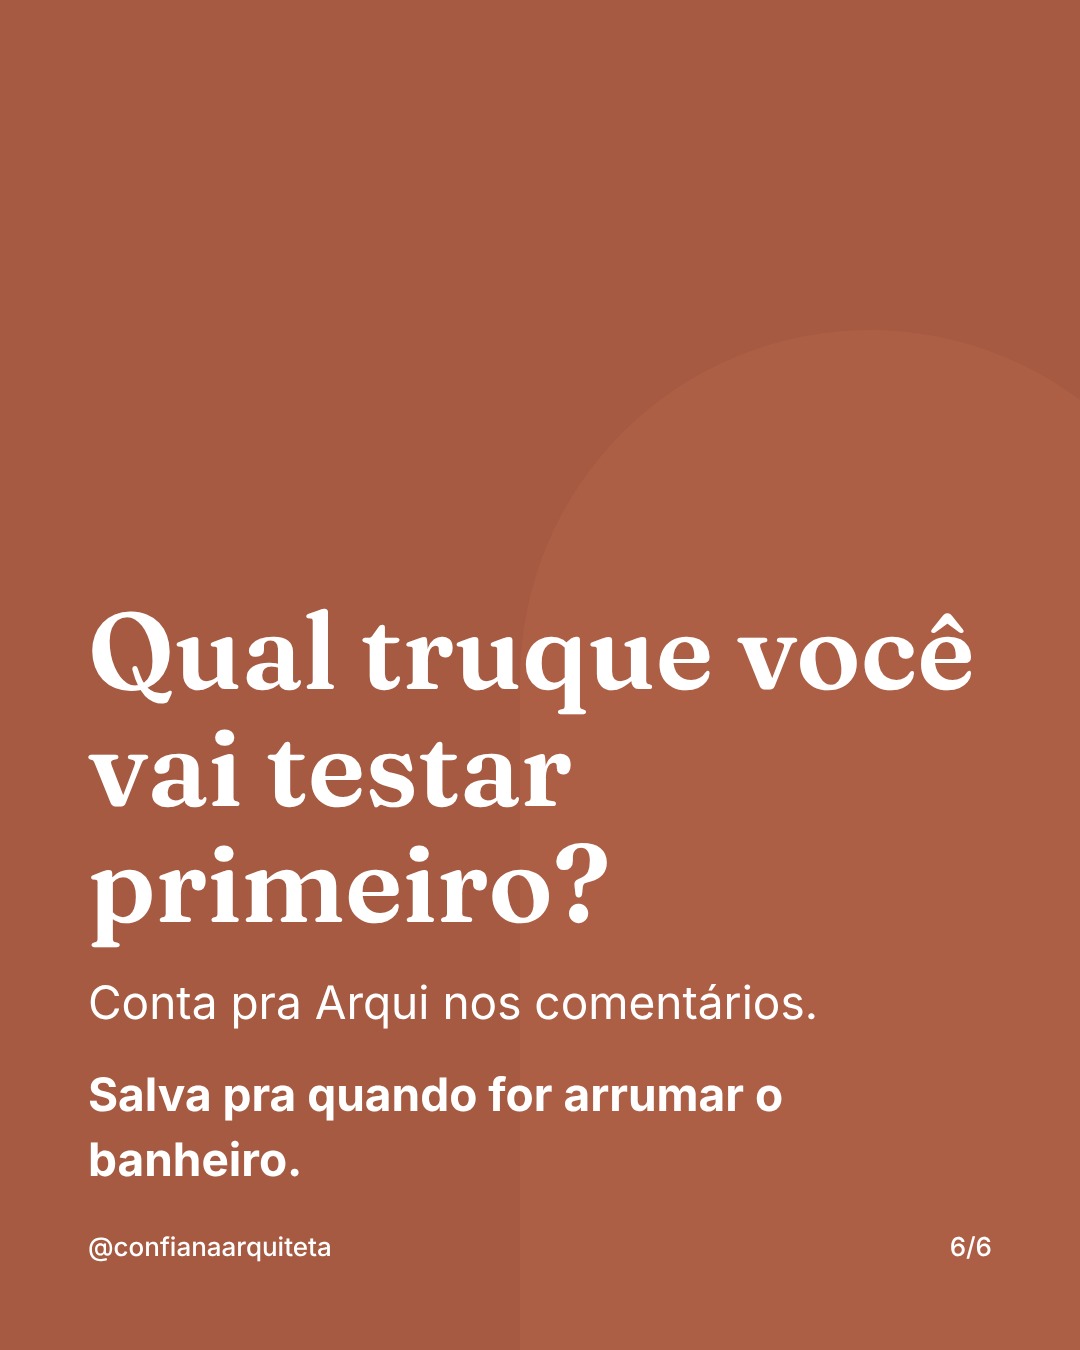 Qual truque você
vai testar
primeiro?
Conta pra Arqui nos comentários.
Salva pra quando for arrumar o
banheiro.
@confianaarquiteta
6/6